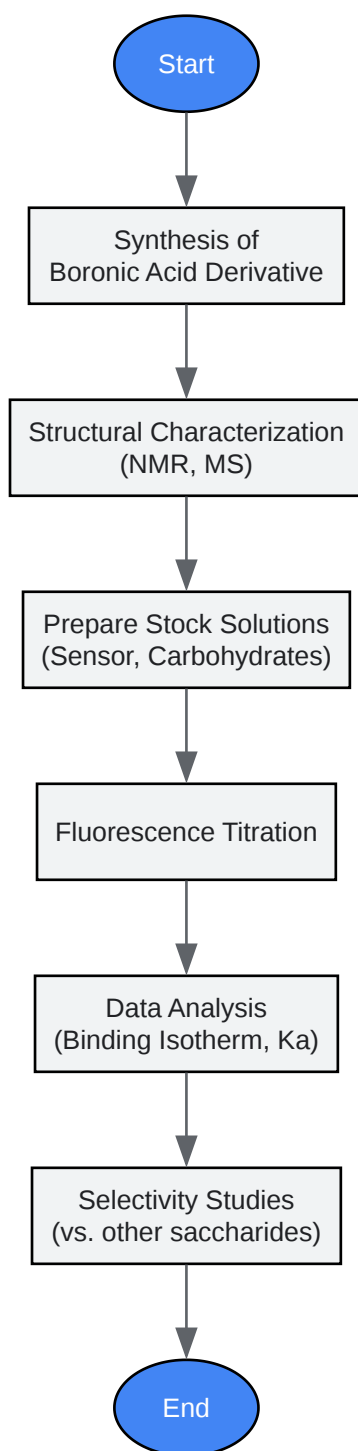 Start
Synthesis of
Boronic Acid Derivative
Structural Characterization
(NMR, MS)
Prepare Stock Solutions
(Sensor, Carbohydrates)
Fluorescence Titration
Data Analysis
(Binding Isotherm, Ka)
Selectivity Studies
(vs. other saccharides)
End